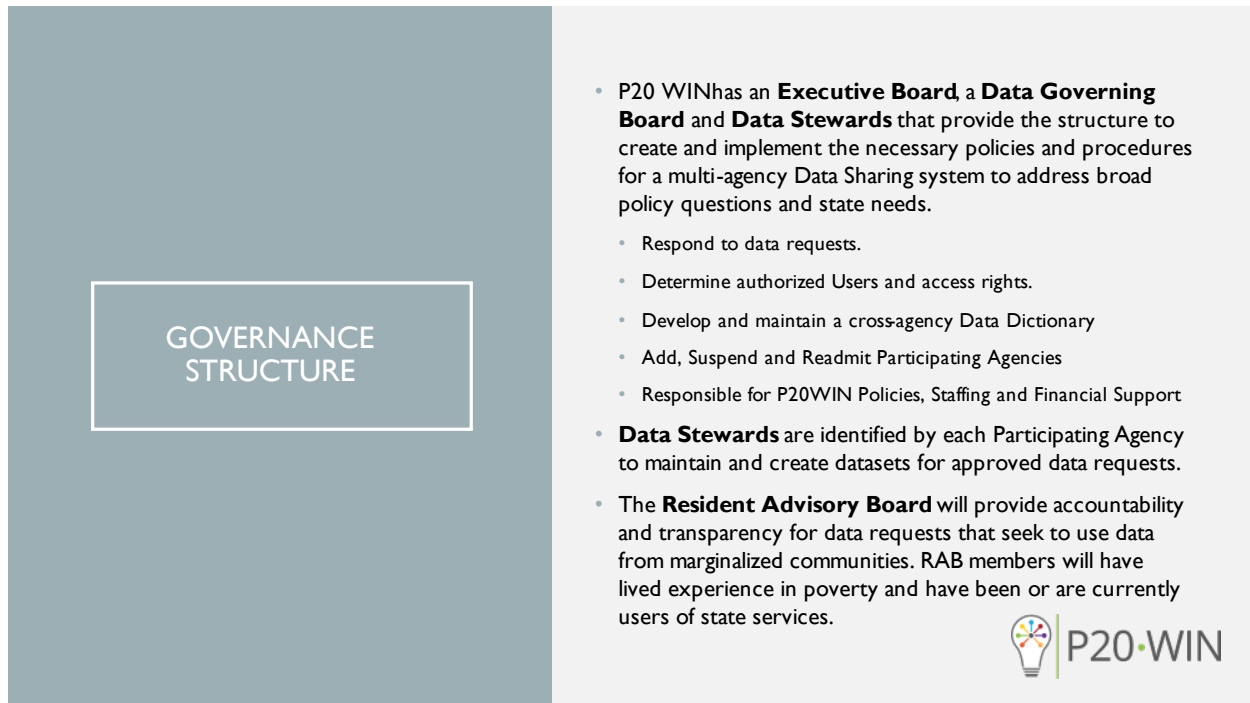 GOVERNANCE
STRUCTURE
• P20 WINhas an Executive Board, a Data Governing
Board and Data Stewards that provide the structure to
create and implement the necessary policies and procedures
for a multi-agency Data Sharing system to address broad
policy questions and state needs.
• Respond to data requests.
• Determine authorized Users and access rights.
• Develop and maintain a cross-agency Data Dictionary
• Add, Suspend and Readmit Participating Agencies
• Responsible for P20WIN Policies, Staffing and Financial Support
• Data Stewards are identified by each Participating Agency
to maintain and create datasets for approved data requests.
• The Resident Advisory Board will provide accountability
and transparency for data requests that seek to use data
from marginalized communities. RAB members will have
lived experience in poverty and have been or are currently
users of state services.
P20•WIN